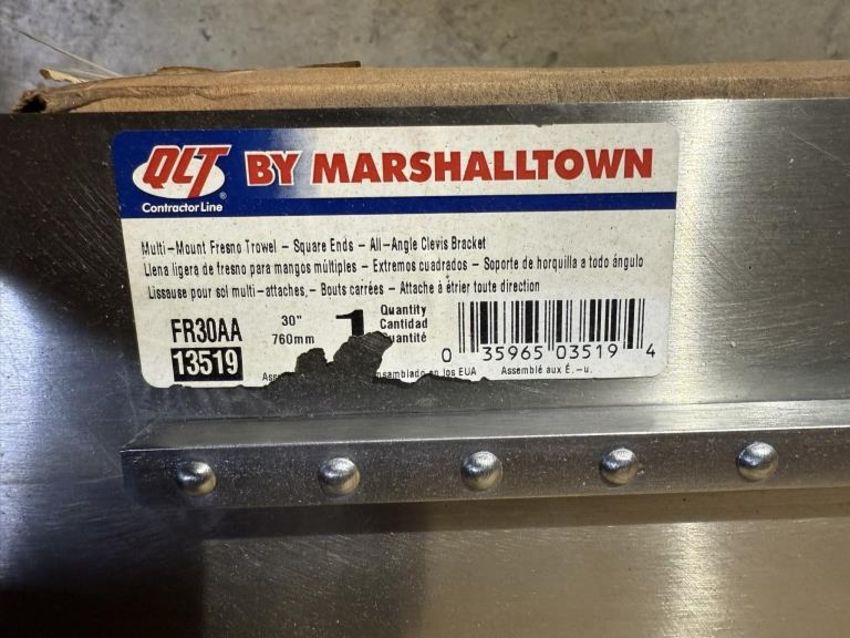 QLT® BY MARSHALLTOWN
Contractor Line
Multi-Mount Fresno Trowel - Square Ends - All-Angle Clevis Bracket
Llena ligera de fresno para mangos múltiples - Extremos cuadrados - Soporte de horquilla a todo ángulo
Lissause pour sol multi-attaches, - Bouts carrées - Attache à étrier toute direction
FR30AA 30" 1 Quantity
760mm Cantidad
13519
0 35965 03519 4
los EUA Assemblé aux É.-u.